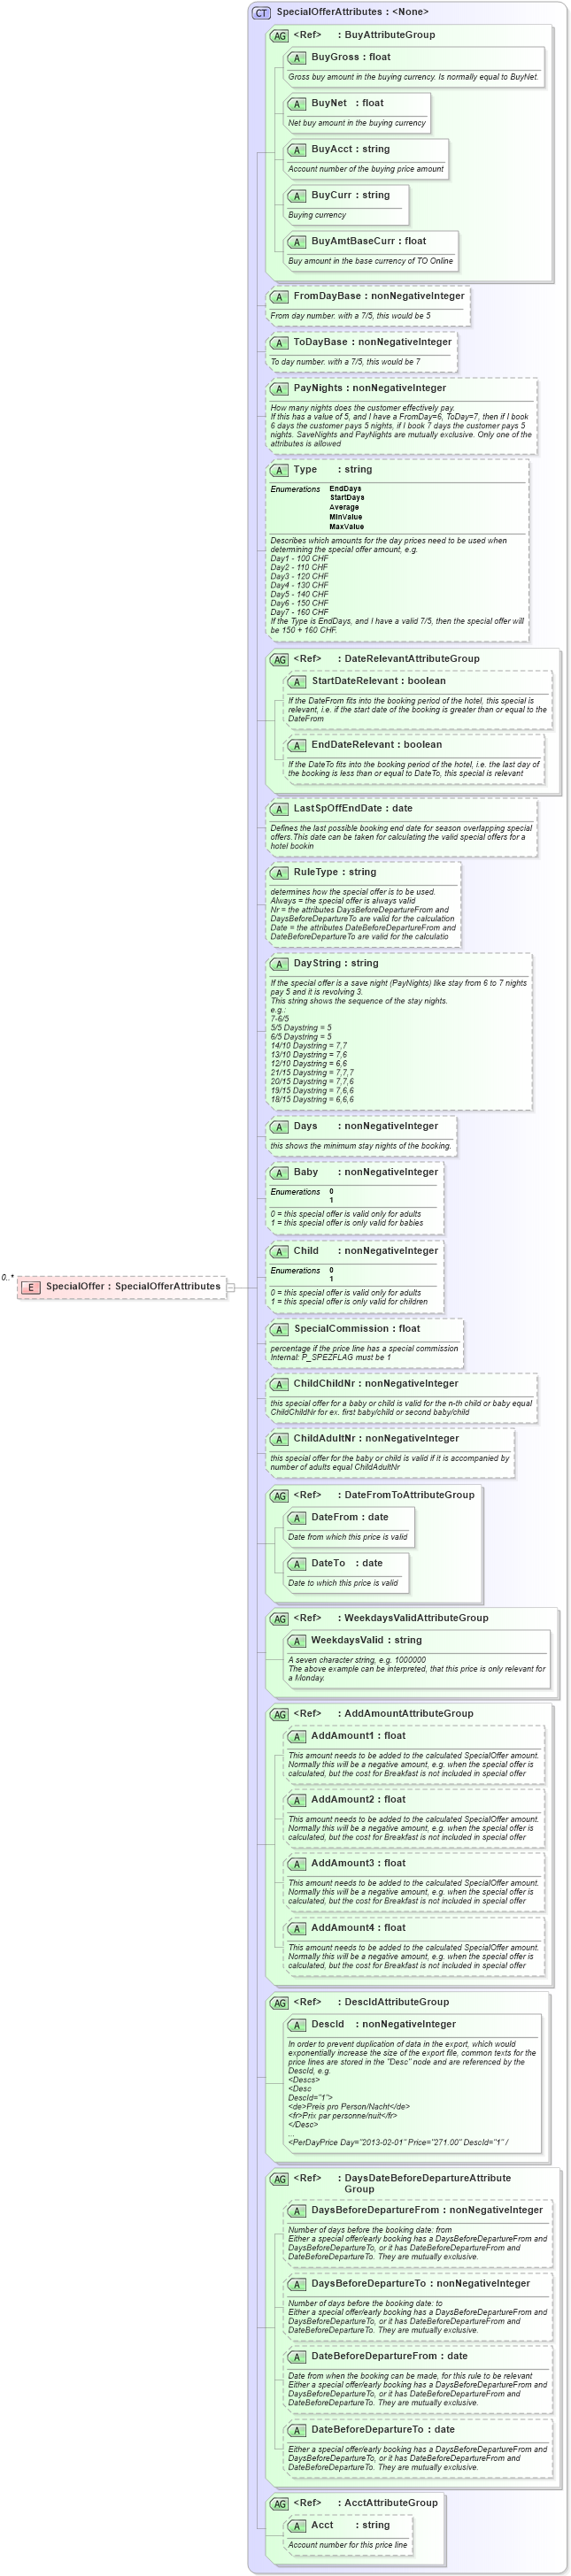 CT SpecialOfferAttributes : <None>
AG <Ref> : BuyAttributeGroup
A BuyGross : float
Gross buy amount in the buying currency. Is normally equal to BuyNet.
A BuyNet : float
Net buy amount in the buying currency
A BuyAcct : string
Account number of the buying price amount
A BuyCurr : string
Buying currency
A BuyAmtBaseCurr : float
Buy amount in the base currency of TO Online
A FromDayBase : nonNegativeInteger
From day number. with a 7/5, this would be 5
A ToDayBase : nonNegativeInteger
To day number. with a 7/5, this would be 7
A PayNights : nonNegativeInteger
How many nights does the customer effectively pay.
If this has a value of 5, and I have a FromDay=6, ToDay=7, then if I book
6 days the customer pays 5 nights, if I book 7 days the customer pays 5
nights. SaveNights and PayNights are mutually exclusive. Only one of the
attributes is allowed
A Type : string
Enumerations EndDays
StartDays
Average
MinValue
MaxValue
Describes which amounts for the day prices need to be used when
determining the special offer amount, e.g.
Day1 - 100 CHF
Day2 - 110 CHF
Day3 - 120 CHF
Day4 - 130 CHF
Day5 - 140 CHF
Day6 - 150 CHF
Day7 - 160 CHF
If the Type is EndDays, and I have a valid 7/5, then the special offer will
be 150 + 160 CHF.
AG <Ref> : DateRelevantAttributeGroup
A StartDateRelevant : boolean
If the DateFrom fits into the booking period of the hotel, this special is
relevant, i.e. if the start date of the booking is greater than or equal to the
DateFrom
A EndDateRelevant : boolean
If the DateTo fits into the booking period of the hotel, i.e. the last day of
the booking is less than or equal to DateTo, this special is relevant
A LastSpOffEndDate : date
Defines the last possible booking end date for season overlapping special
offers.This date can be taken for calculating the valid special offers for a
hotel bookin
A RuleType : string
determines how the special offer is to be used.
Always = the special offer is always valid
Nr = the attributes DaysBeforeDepartureFrom and
DaysBeforeDepartureTo are valid for the calculation
Date = the attributes DateBeforeDepartureFrom and
DateBeforeDepartureTo are valid for the calculatio
A DayString : string
If the special offer is a save night (PayNights) like stay from 6 to 7 nights
pay 5 and it is revolving 3.
This string shows the sequence of the stay nights.
e.g.:
7-6/5
5/5 Daystring = 5
6/5 Daystring = 5
14/10 Daystring = 7,7
13/10 Daystring = 7,6
12/10 Daystring = 6,6
21/15 Daystring = 7,7,7
20/15 Daystring = 7,7,6
19/15 Daystring = 7,6,6
18/15 Daystring = 6,6,6
A Days : nonNegativeInteger
this shows the minimum stay nights of the booking.
A Baby : nonNegativeInteger
Enumerations 0
1
0 = this special offer is valid only for adults
1 = this special offer is only valid for babies
A Child : nonNegativeInteger
Enumerations 0
1
0 = this special offer is valid only for adults
1 = this special offer is only valid for children
0..*
E SpecialOffer : SpecialOfferAttributes
A SpecialCommission : float
percentage if the price line has a special commission
Internal: P_SPEZFLAG must be 1
A ChildChildNr : nonNegativeInteger
this special offer for a baby or child is valid for the n-th child or baby equal
ChildChildNr for ex. first baby/child or second baby/child
A ChildAdultNr : nonNegativeInteger
this special offer for the baby or child is valid if it is accompanied by
number of adults equal ChildAdultNr
AG <Ref> : DateFromToAttributeGroup
A DateFrom : date
Date from which this price is valid
A DateTo : date
Date to which this price is valid
AG <Ref> : WeekdaysValidAttributeGroup
A WeekdaysValid : string
A seven character string, e.g. 1000000
The above example can be interpreted, that this price is only relevant for
a Monday.
AG <Ref> : AddAmountAttributeGroup
A AddAmount1 : float
This amount needs to be added to the calculated SpecialOffer amount.
Normally this will be a negative amount, e.g. when the special offer is
calculated, but the cost for Breakfast is not included in special offer
A AddAmount2 : float
This amount needs to be added to the calculated SpecialOffer amount.
Normally this will be a negative amount, e.g. when the special offer is
calculated, but the cost for Breakfast is not included in special offer
A AddAmount3 : float
This amount needs to be added to the calculated SpecialOffer amount.
Normally this will be a negative amount, e.g. when the special offer is
calculated, but the cost for Breakfast is not included in special offer
A AddAmount4 : float
This amount needs to be added to the calculated SpecialOffer amount.
Normally this will be a negative amount, e.g. when the special offer is
calculated, but the cost for Breakfast is not included in special offer
AG <Ref> : DescIdAttributeGroup
A DescId : nonNegativeInteger
In order to prevent duplication of data in the export, which would
exponentially increase the size of the export file, common texts for the
price lines are stored in the "Desc" node and are referenced by the
DescId, e.g.
<Descs>
<Desc
DescId="1">
<de>Preis pro Person/Nacht</de>
<fr>Prix par personne/nuit</fr>
</Desc>
...
<PerDayPrice Day="2013-02-01" Price="271.00" DescId="1" /
AG <Ref> : DaysDateBeforeDepartureAttribute
Group
A DaysBeforeDepartureFrom : nonNegativeInteger
Number of days before the booking date: from
Either a special offer/early booking has a DaysBeforeDepartureFrom and
DaysBeforeDepartureTo, or it has DateBeforeDepartureFrom and
DateBeforeDepartureTo. They are mutually exclusive.
A DaysBeforeDepartureTo : nonNegativeInteger
Number of days before the booking date: to
Either a special offer/early booking has a DaysBeforeDepartureFrom and
DaysBeforeDepartureTo, or it has DateBeforeDepartureFrom and
DateBeforeDepartureTo. They are mutually exclusive.
A DateBeforeDepartureFrom : date
Date from when the booking can be made, for this rule to be relevant
Either a special offer/early booking has a DaysBeforeDepartureFrom and
DaysBeforeDepartureTo, or it has DateBeforeDepartureFrom and
DateBeforeDepartureTo. They are mutually exclusive.
A DateBeforeDepartureTo : date
Either a special offer/early booking has a DaysBeforeDepartureFrom and
DaysBeforeDepartureTo, or it has DateBeforeDepartureFrom and
DateBeforeDepartureTo. They are mutually exclusive.
AG <Ref> : AcctAttributeGroup
A Acct : string
Account number for this price line